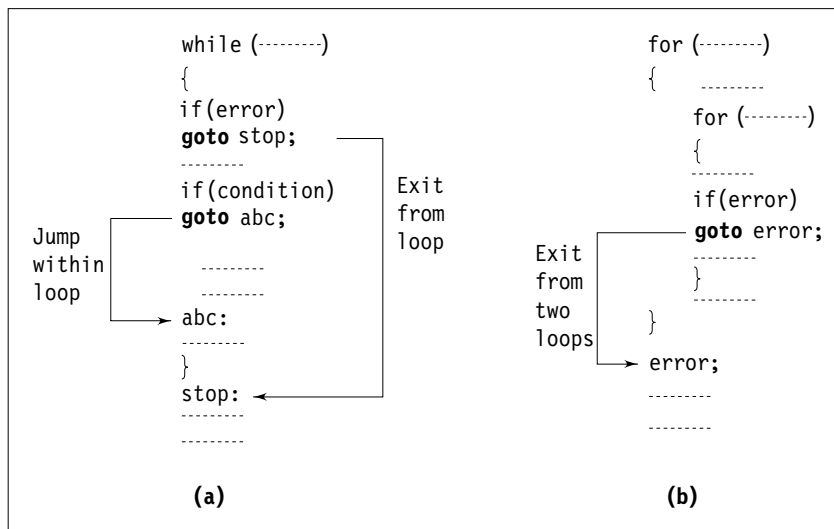 while (---------)
{
if(error)
goto stop;
---------
if(condition)
goto abc;
---------
---------
abc:
---------
}
stop:
---------
---------
Jump
within
loop
Exit
from
loop
(a)
for (---------)
{
---------
for (---------)
{
---------
if(error)
goto error;
---------
}
---------
}
error;
---------
---------
Exit
from
two
loops
(b)